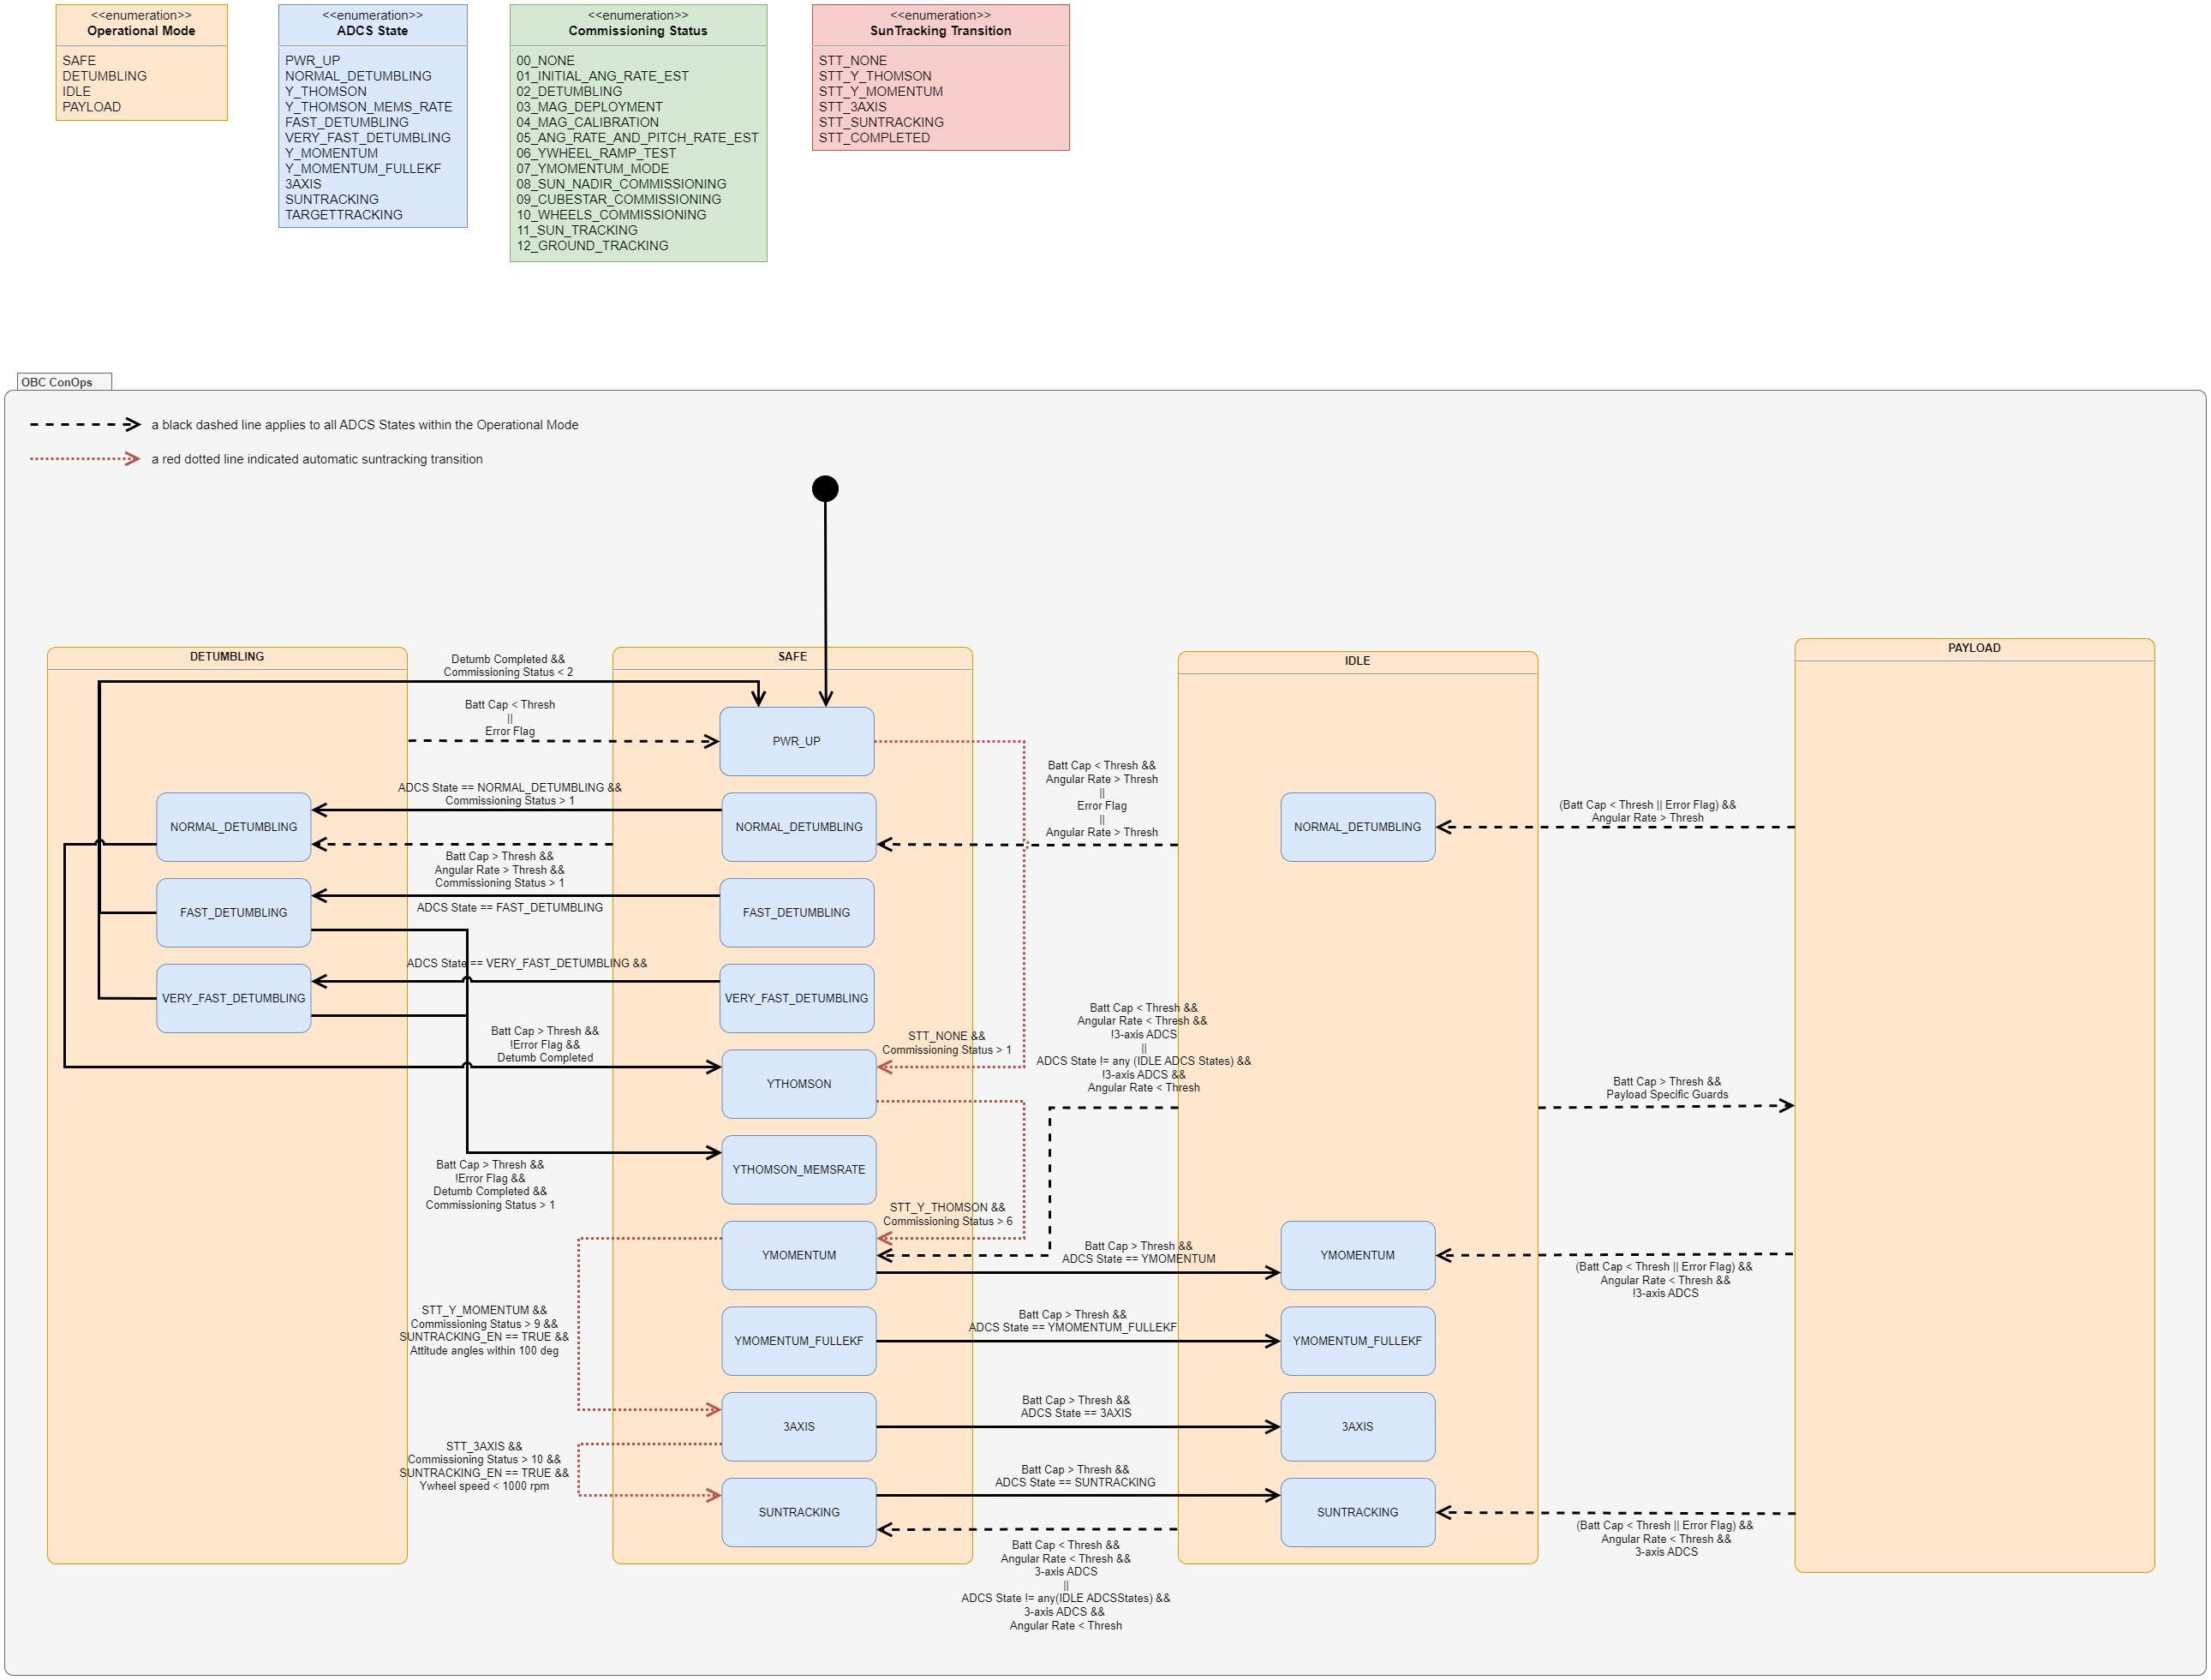 <<enumeration>>
Operational Mode
SAFE
DETUMBLING
IDLE
PAYLOAD
<<enumeration>>
ADCS State
PWR_UP
NORMAL_DETUMBLING
Y_THOMSON
Y_THOMSON_MEMS_RATE
FAST_DETUMBLING
VERY_FAST_DETUMBLING
Y_MOMENTUM
Y_MOMENTUM_FULLEKF
3AXIS
SUNTRACKING
TARGETTRACKING
<<enumeration>>
Commissioning Status
00_NONE
01_INITIAL_ANG_RATE_EST
02_DETUMBLING
03_MAG_DEPLOYMENT
04_MAG_CALIBRATION
05_ANG_RATE_AND_PITCH_RATE_EST
06_YWHEEL_RAMP_TEST
07_YMOMENTUM_MODE
08_SUN_NADIR_COMMISSIONING
09_CUBESTAR_COMMISSIONING
10_WHEELS_COMMISSIONING
11_SUN_TRACKING
12_GROUND_TRACKING
<<enumeration>>
SunTracking Transition
STT_NONE
STT_Y_THOMSON
STT_Y_MOMENTUM
STT_3AXIS
STT_SUNTRACKING
STT_COMPLETED
OBC ConOps
a black dashed line applies to all ADCS States within the Operational Mode
a red dotted line indicated automatic suntracking transition
DETUMBLING
NORMAL_DETUMBLING
FAST_DETUMBLING
VERY_FAST_DETUMBLING
Detumb Completed &&
Commissioning Status < 2
Batt Cap < Thresh
||
Error Flag
ADCS State == NORMAL_DETUMBLING &&
Commissioning Status > 1
Batt Cap > Thresh &&
Angular Rate > Thresh &&
Commissioning Status > 1
ADCS State == FAST_DETUMBLING
ADCS State == VERY_FAST_DETUMBLING &&
Batt Cap > Thresh &&
!Error Flag &&
Detumb Completed
Batt Cap > Thresh &&
!Error Flag &&
Detumb Completed &&
Commissioning Status > 1
STT_Y_MOMENTUM &&
Commissioning Status > 9 &&
SUNTRACKING_EN == TRUE &&
Attitude angles within 100 deg
STT_3AXIS &&
Commissioning Status > 10 &&
SUNTRACKING_EN == TRUE &&
Ywheel speed < 1000 rpm
SAFE
PWR_UP
NORMAL_DETUMBLING
FAST_DETUMBLING
VERY_FAST_DETUMBLING
YTHOMSON
YTHOMSON_MEMSRATE
YMOMENTUM
YMOMENTUM_FULLEKF
3AXIS
SUNTRACKING
Batt Cap < Thresh &&
Angular Rate > Thresh
||
Error Flag
||
Angular Rate > Thresh
STT_NONE &&
Commissioning Status > 1
Batt Cap < Thresh &&
Angular Rate < Thresh &&
!3-axis ADCS
||
ADCS State != any (IDLE ADCS States) &&
!3-axis ADCS &&
Angular Rate < Thresh
STT_Y_THOMSON &&
Commissioning Status > 6
Batt Cap > Thresh &&
ADCS State == YMOMENTUM
Batt Cap > Thresh &&
ADCS State == YMOMENTUM_FULLEKF
Batt Cap > Thresh &&
ADCS State == 3AXIS
Batt Cap > Thresh &&
ADCS State == SUNTRACKING
Batt Cap < Thresh &&
Angular Rate < Thresh &&
3-axis ADCS
||
ADCS State != any(IDLE ADCSStates) &&
3-axis ADCS &&
Angular Rate < Thresh
IDLE
NORMAL_DETUMBLING
YMOMENTUM
YMOMENTUM_FULLEKF
3AXIS
SUNTRACKING
(Batt Cap < Thresh || Error Flag) &&
Angular Rate > Thresh
Batt Cap > Thresh &&
Payload Specific Guards
(Batt Cap < Thresh || Error Flag) &&
Angular Rate < Thresh &&
!3-axis ADCS
(Batt Cap < Thresh || Error Flag) &&
Angular Rate < Thresh &&
3-axis ADCS
PAYLOAD